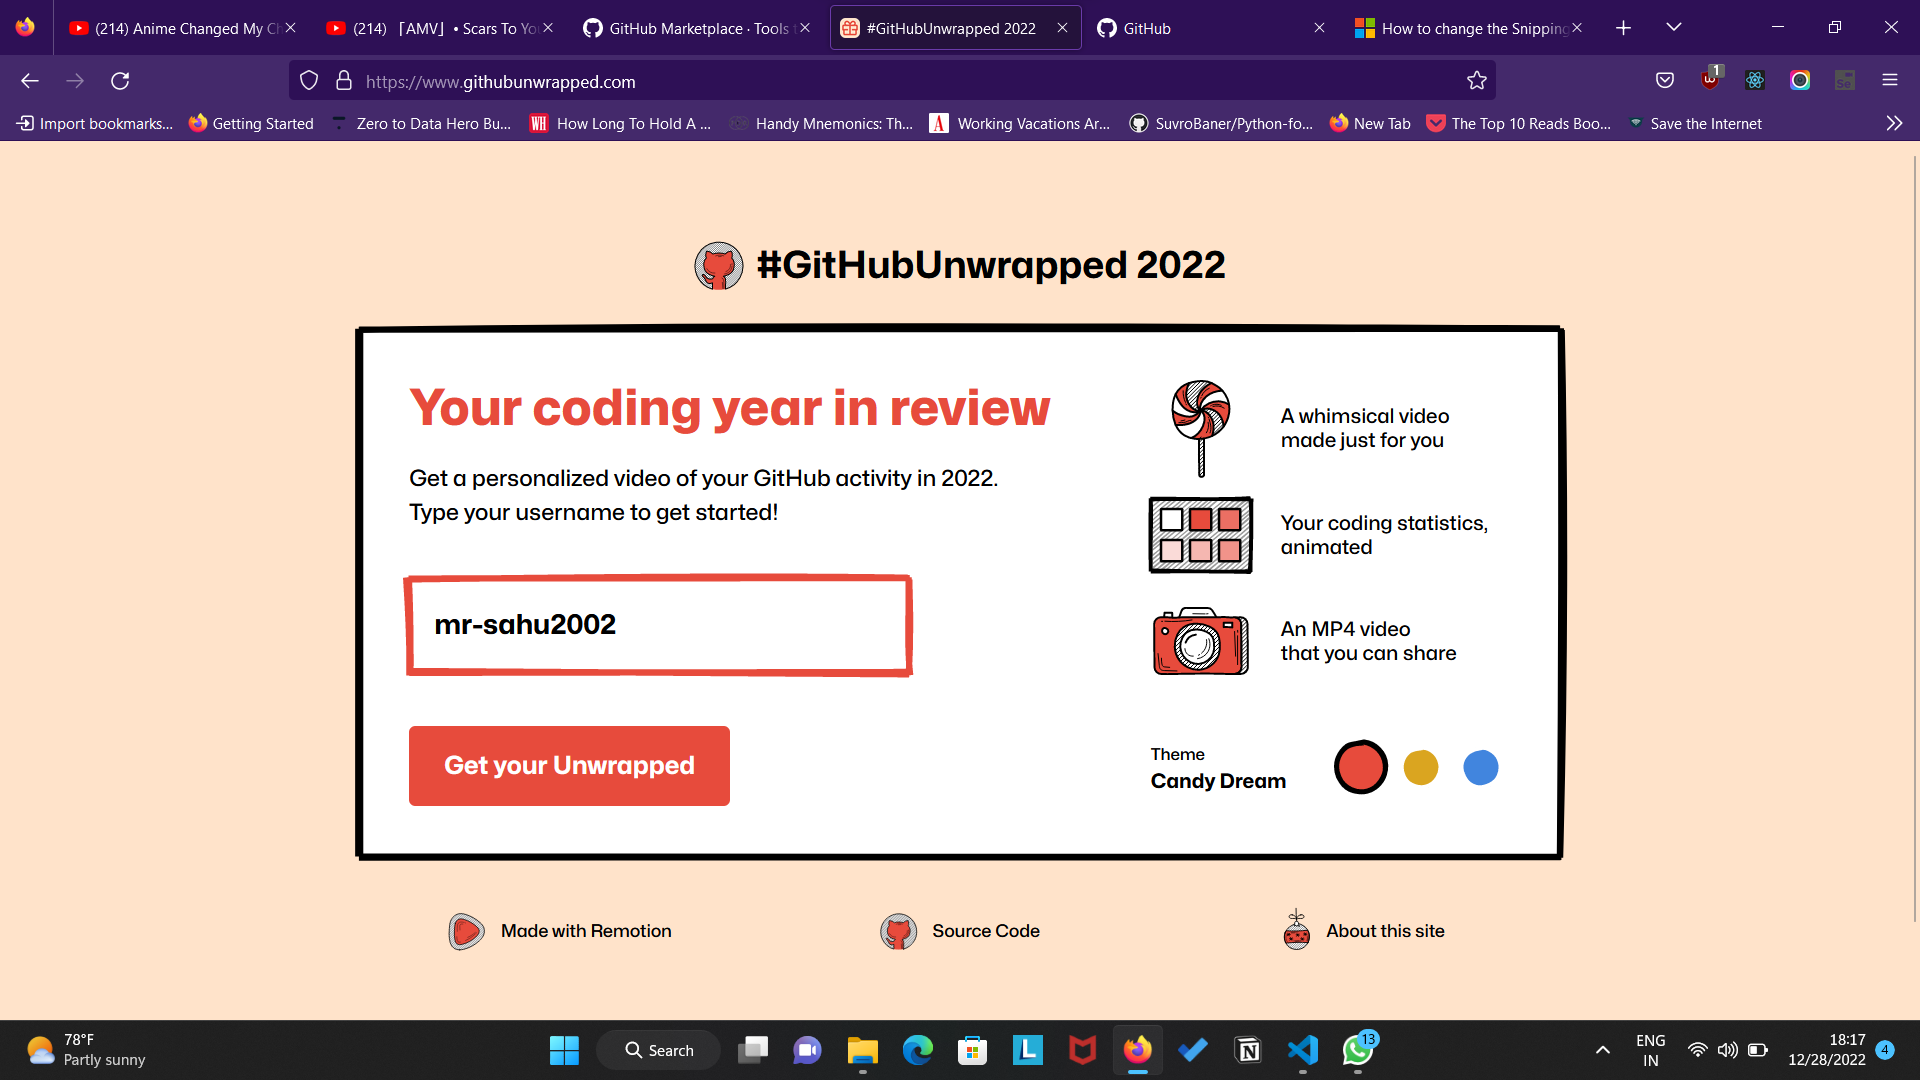 (214) Anime Changed My Ch
(214) 「AMV」 • Scars To You
GitHub Marketplace · Tools t
#GitHubUnwrapped 2022
GitHub
How to change the Snipping
https://www.githubunwrapped.com
1
Import bookmarks...
Getting Started
Zero to Data Hero Bu...
WH
How Long To Hold A ...
Handy Mnemonics: Th...
A
Working Vacations Ar...
SuvroBaner/Python-fo...
New Tab
The Top 10 Reads Boo...
Save the Internet
#GitHubUnwrapped 2022
Your coding year in review
Get a personalized video of your GitHub activity in 2022.
Type your username to get started!
mr-sahu2002
Get your Unwrapped
A whimsical video
made just for you
Your coding statistics,
animated
An MP4 video
that you can share
Theme
Candy Dream
Made with Remotion
Source Code
About this site
78°F
Partly sunny
Search
L
N
13
ENG
IN
18:17
12/28/2022
4